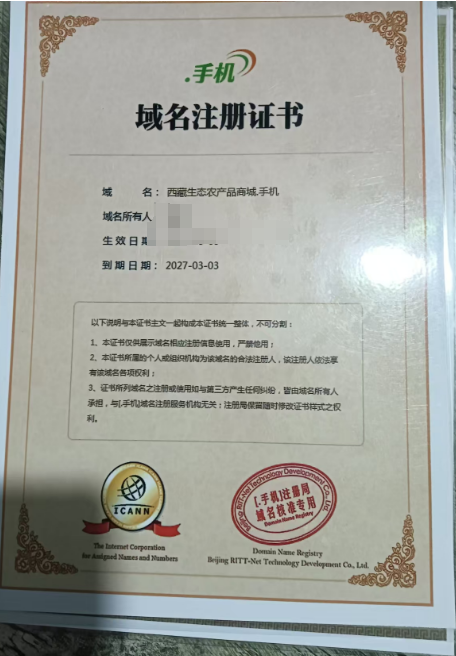 .手机
域名注册证书
域 名： 西藏生态农产品商城.手机
域名所有人
生效日期
到期日期： 2027-03-03
以下说明与本证书主文一起构成本证书统一整体，不可分割：
1、本证书仅供展示域名相应注册信息使用，严禁他用；
2、本证书所属的个人或组织机构为该域名的合法注册人，该注册人依法享
有该域名各项权利；
3、证书所列域名之注册或使用如与第三方产生任何纠纷，皆由域名所有人
承担，与[.手机]域名注册服务机构无关；注册局保留随时修改证书样式之权
利。
ICANN
The Internet Corporation
for Assigned Names and Numbers
Beijing RITT-Net Technology Development Co., Ltd.
[.手机]注册局
域名核准专用
Domain Name Registry
Domain Name Registry
Beijing RITT-Net Technology Development Co., Ltd.